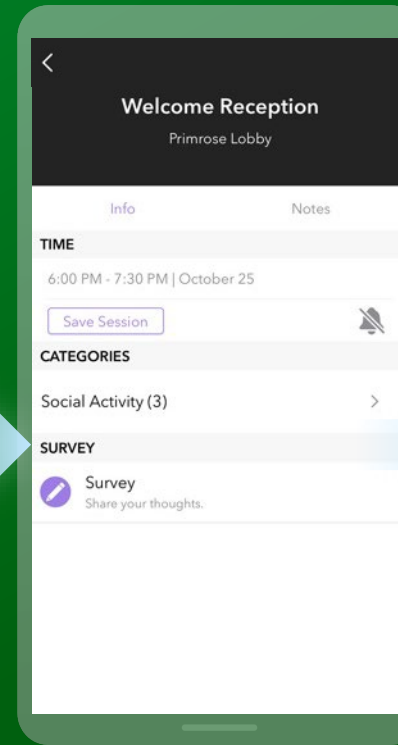 Welcome Reception
Primrose Lobby
Info Notes
TIME
6:00 PM - 7:30 PM | October 25
Save Session
CATEGORIES
Social Activity (3)
SURVEY
Survey
Share your thoughts.